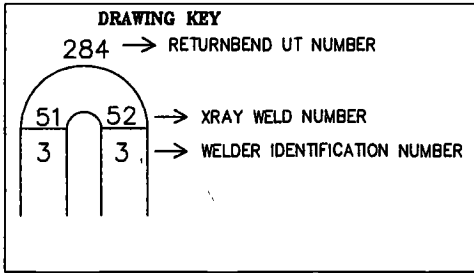 DRAWING KEY
284 → RETURNBEND UT NUMBER
51 52 → XRAY WELD NUMBER
3 3 → WELDER IDENTIFICATION NUMBER